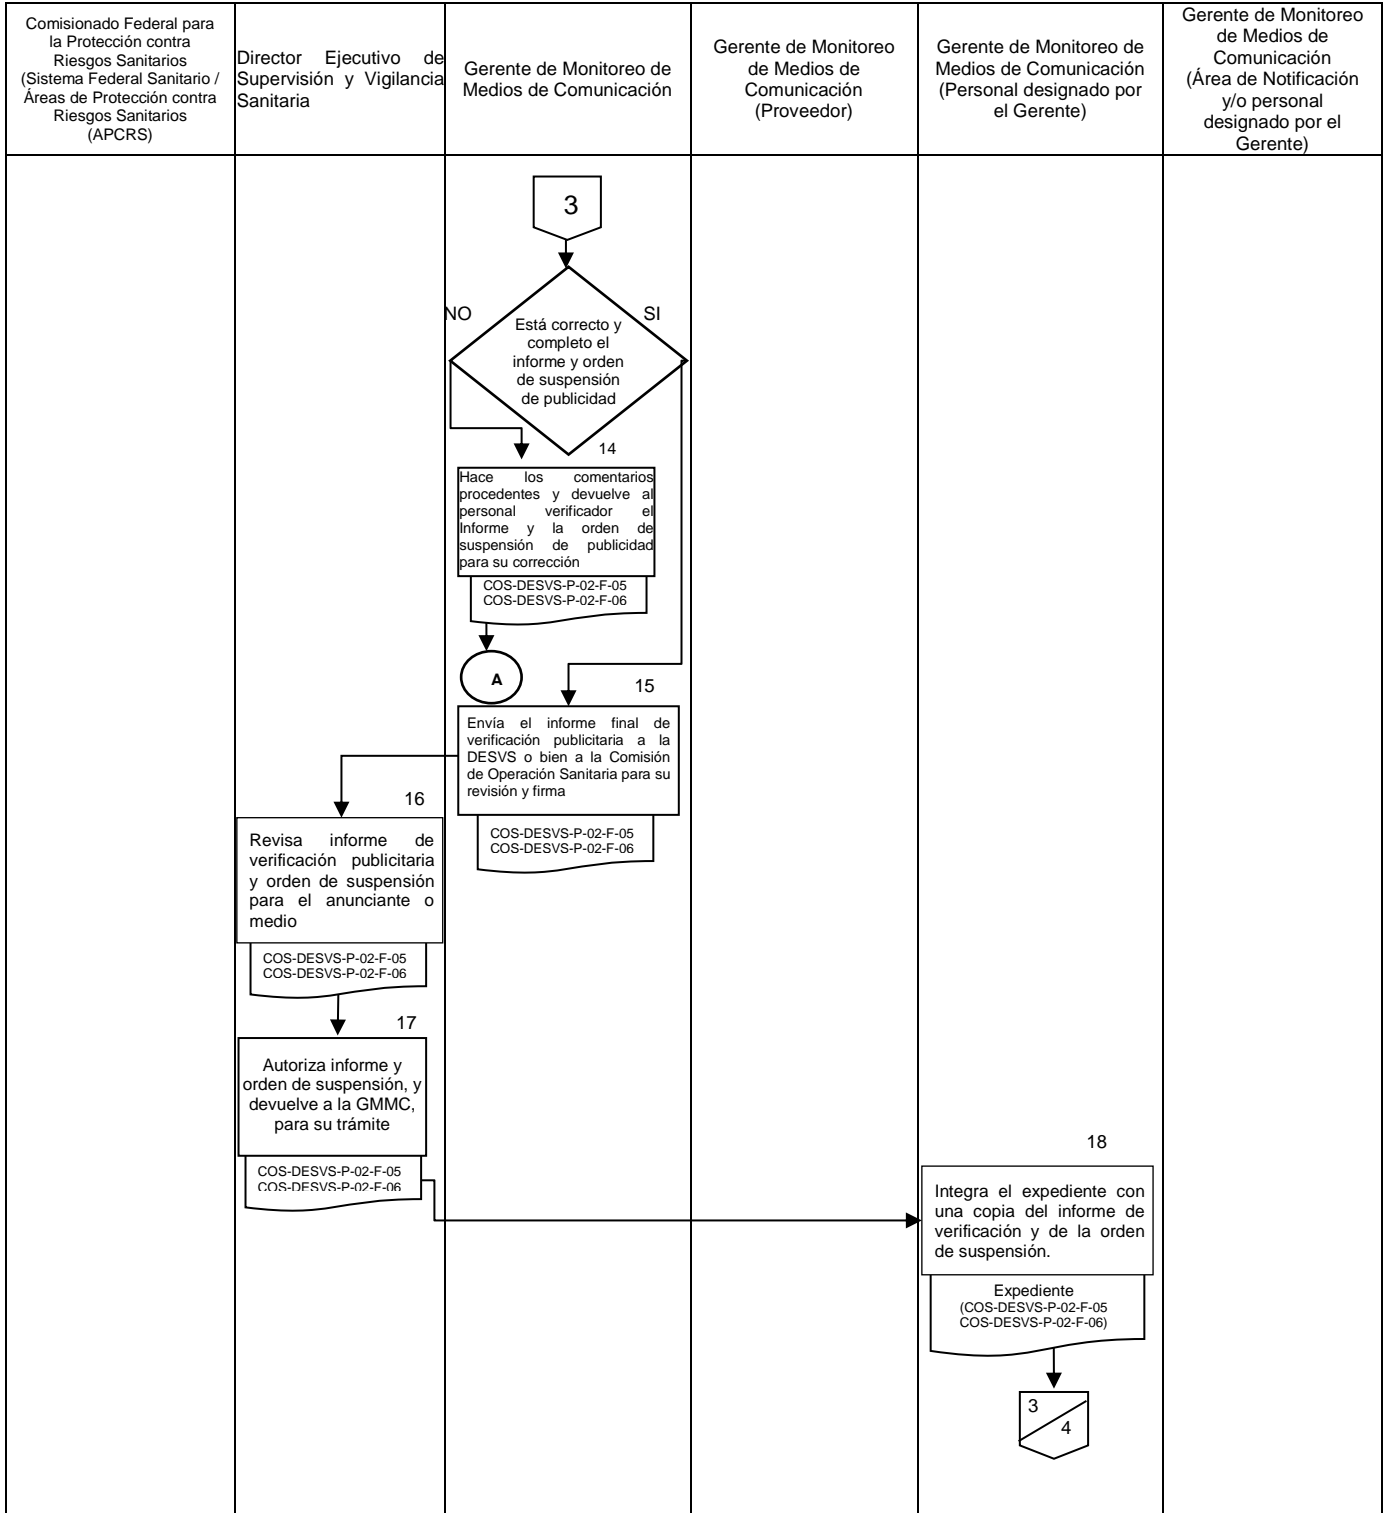 Comisionado Federal para
la Protección contra
Riesgos Sanitarios
(Sistema Federal Sanitario /
Áreas de Protección contra
Riesgos Sanitarios
(APCRS)
Director Ejecutivo de
Supervisión y Vigilancia
Sanitaria
Gerente de Monitoreo de
Medios de Comunicación
Gerente de Monitoreo
de Medios de
Comunicación
(Proveedor)
Gerente de Monitoreo de
Medios de Comunicación
(Personal designado por
el Gerente)
Gerente de Monitoreo
de Medios de
Comunicación
(Área de Notificación
y/o personal
designado por el
Gerente)
3
NO
SI
Está correcto y
completo el
informe y orden
de suspensión
de publicidad
14
Hace los comentarios
procedentes y devuelve al
personal verificador el
Informe y la orden de
suspensión de publicidad
para su corrección
COS-DESVS-P-02-F-05
COS-DESVS-P-02-F-06
A
15
Envía el informe final de
verificación publicitaria a la
DESVS o bien a la Comisión
de Operación Sanitaria para su
revisión y firma
COS-DESVS-P-02-F-05
COS-DESVS-P-02-F-06
16
Revisa informe de
verificación publicitaria
y orden de suspensión
para el anunciante o
medio
COS-DESVS-P-02-F-05
COS-DESVS-P-02-F-06
17
Autoriza informe y
orden de suspensión, y
devuelve a la GMMC,
para su trámite
COS-DESVS-P-02-F-05
COS-DESVS-P-02-F-06
18
Integra el expediente con
una copia del informe de
verificación y de la orden
de suspensión.
Expediente
(COS-DESVS-P-02-F-05
COS-DESVS-P-02-F-06)
3
4